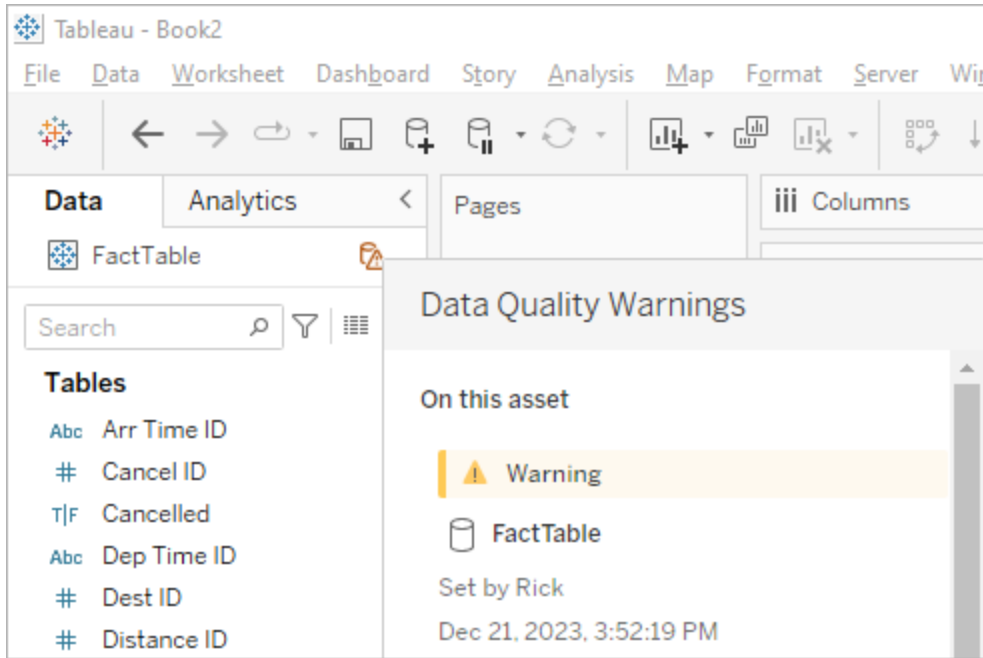 Tableau - Book2
File Data Worksheet Dashboard Story Analysis Map Format Server
Data Analytics
Pages
Columns
FactTable
Data Quality Warnings
Search
On this asset
Tables
Abc Arr Time ID
# Cancel ID
Warning
T|F Cancelled
FactTable
Abc Dep Time ID
Set by Rick
# Dest ID
Dec 21, 2023, 3:52:19 PM
# Distance ID